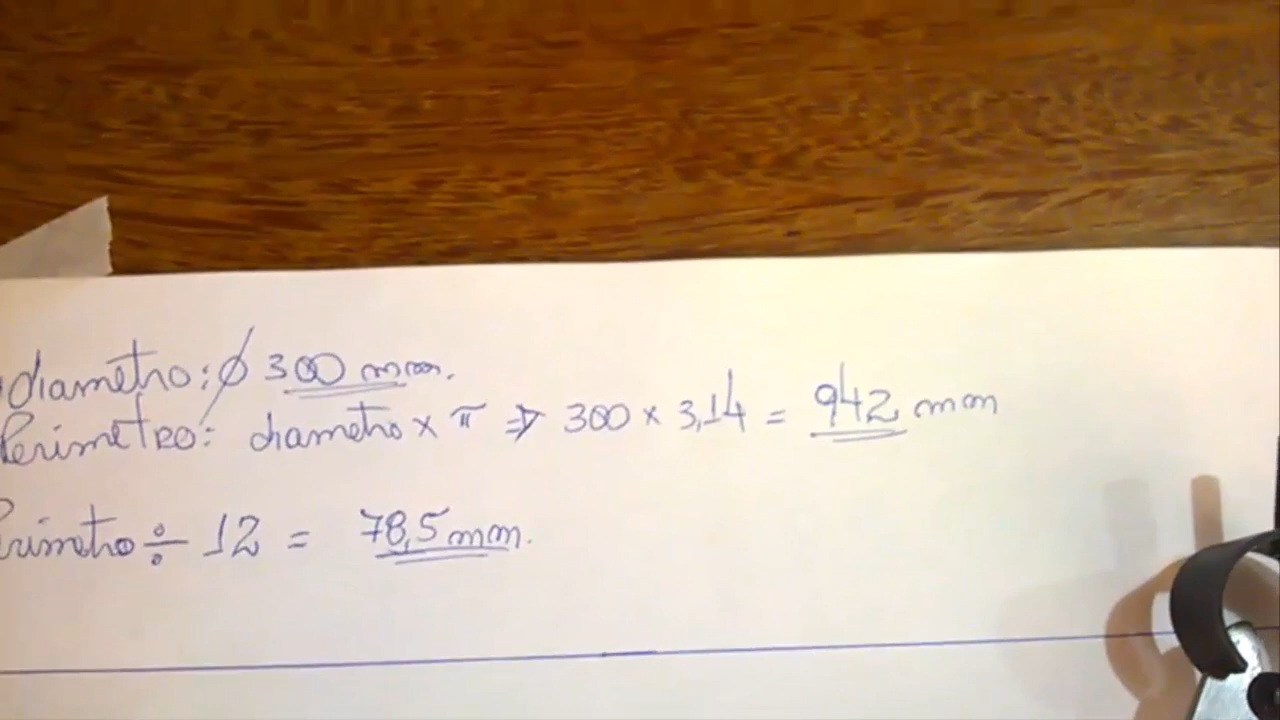 diametro: ϕ 300 mm.
Perimetro: diametro x π ⇒ 300 x 3,14 = 942 mm
Perimetro ÷ 12 = 78,5 mm.